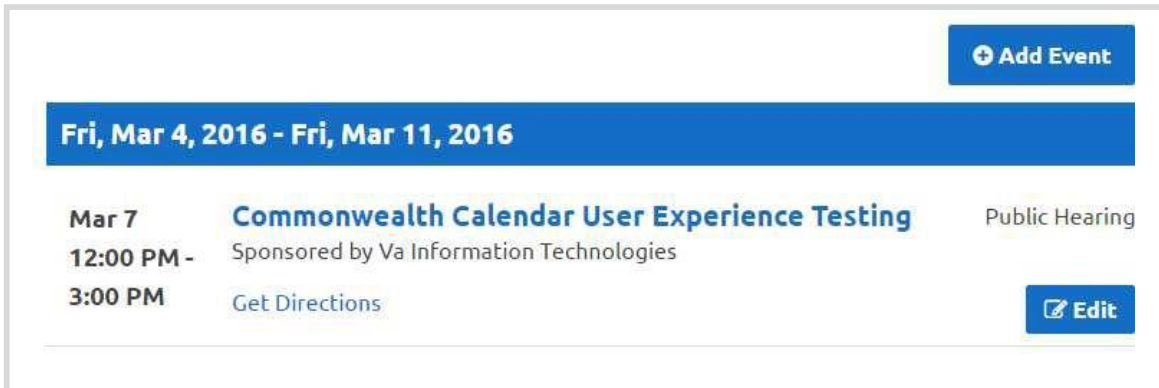 Add Event
Fri, Mar 4, 2016 - Fri, Mar 11, 2016
Mar 7
12:00 PM -
3:00 PM
Commonwealth Calendar User Experience Testing
Sponsored by Va Information Technologies
Get Directions
Public Hearing
Edit